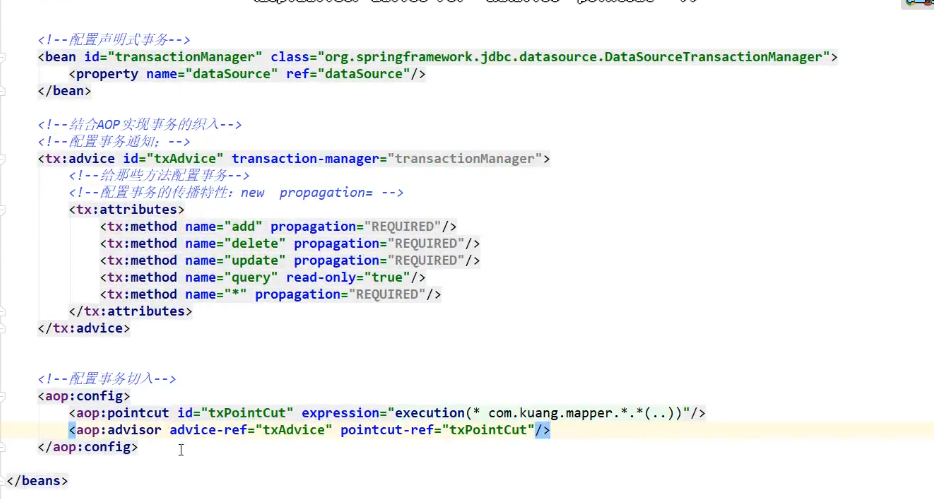 <!--配置声明式事务-->
<bean id="transactionManager" class="org.springframework.jdbc.datasource.DataSourceTransactionManager">
<property name="dataSource" ref="dataSource"/>
</bean>
<!--结合AOP实现事务的织入-->
<!--配置事务通知；-->
<tx:advice id="txAdvice" transaction-manager="transactionManager">
<!--给那些方法配置事务-->
<!--配置事务的传播特性：new propagation= -->
<tx:attributes>
<tx:method name="add" propagation="REQUIRED"/>
<tx:method name="delete" propagation="REQUIRED"/>
<tx:method name="update" propagation="REQUIRED"/>
<tx:method name="query" read-only="true"/>
<tx:method name="*" propagation="REQUIRED"/>
</tx:attributes>
</tx:advice>
<!--配置事务切入-->
<aop:config>
<aop:pointcut id="txPointCut" expression="execution(* com.kuang.mapper.*.*(..))"/>
<aop:advisor advice-ref="txAdvice" pointcut-ref="txPointCut"/>
</aop:config>
</beans>